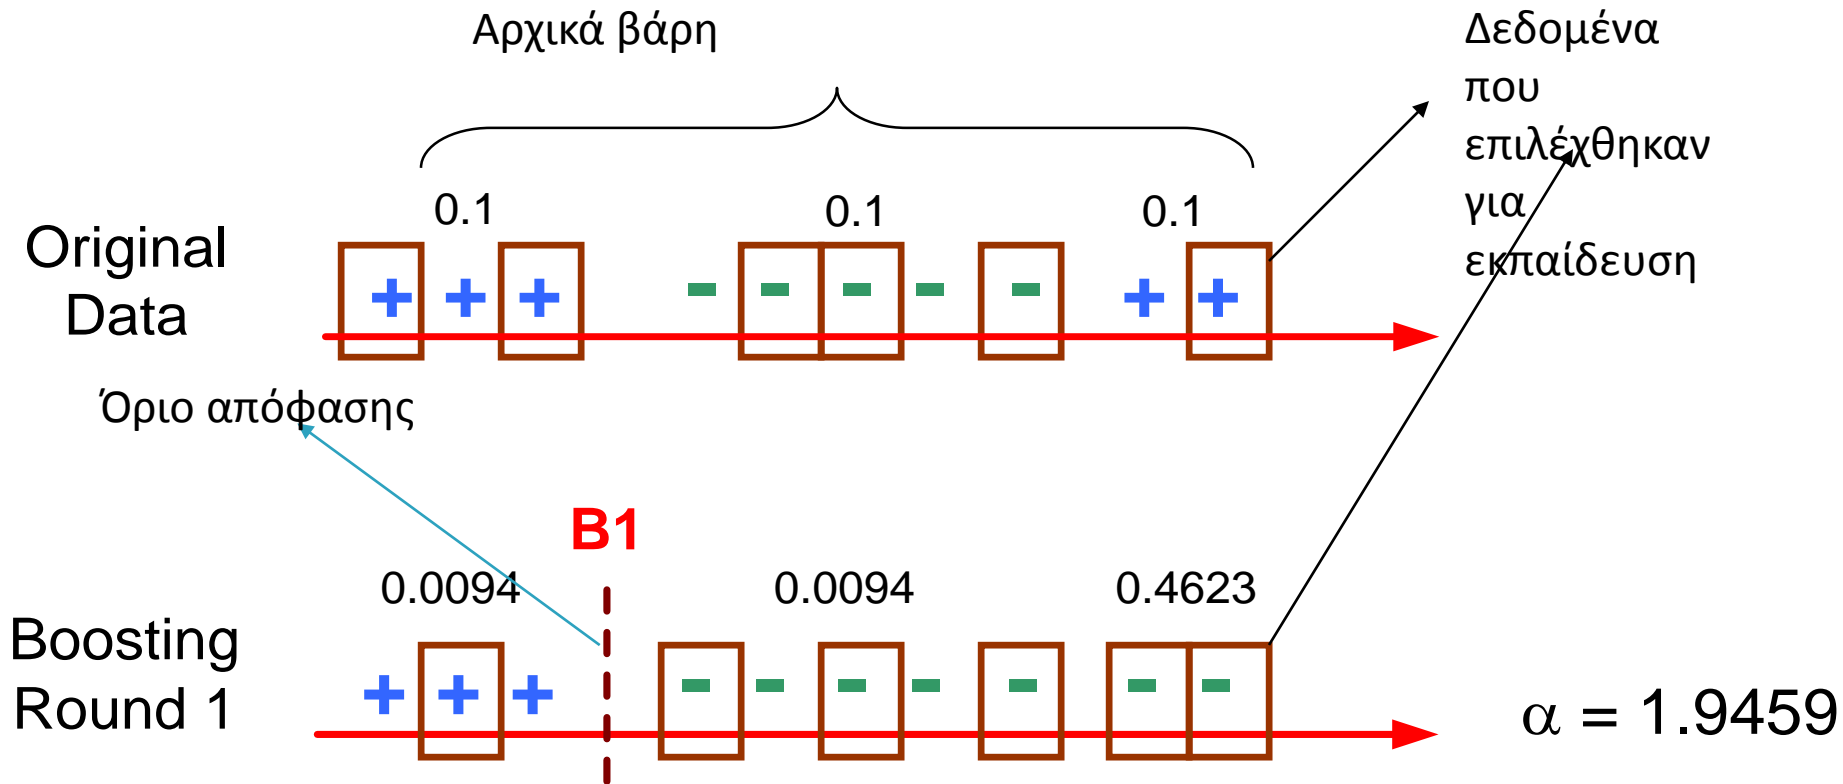 Αρχικά βάρη
Δεδομένα
που
επιλέχθηκαν
για
εκπαίδευση
0.1 0.1 0.1
Original
Data
+ + + - - - - - + +
Όριο απόφασης
B1
0.0094 0.0094 0.4623
Boosting
Round 1
+ + + - - - - - - -
α = 1.9459